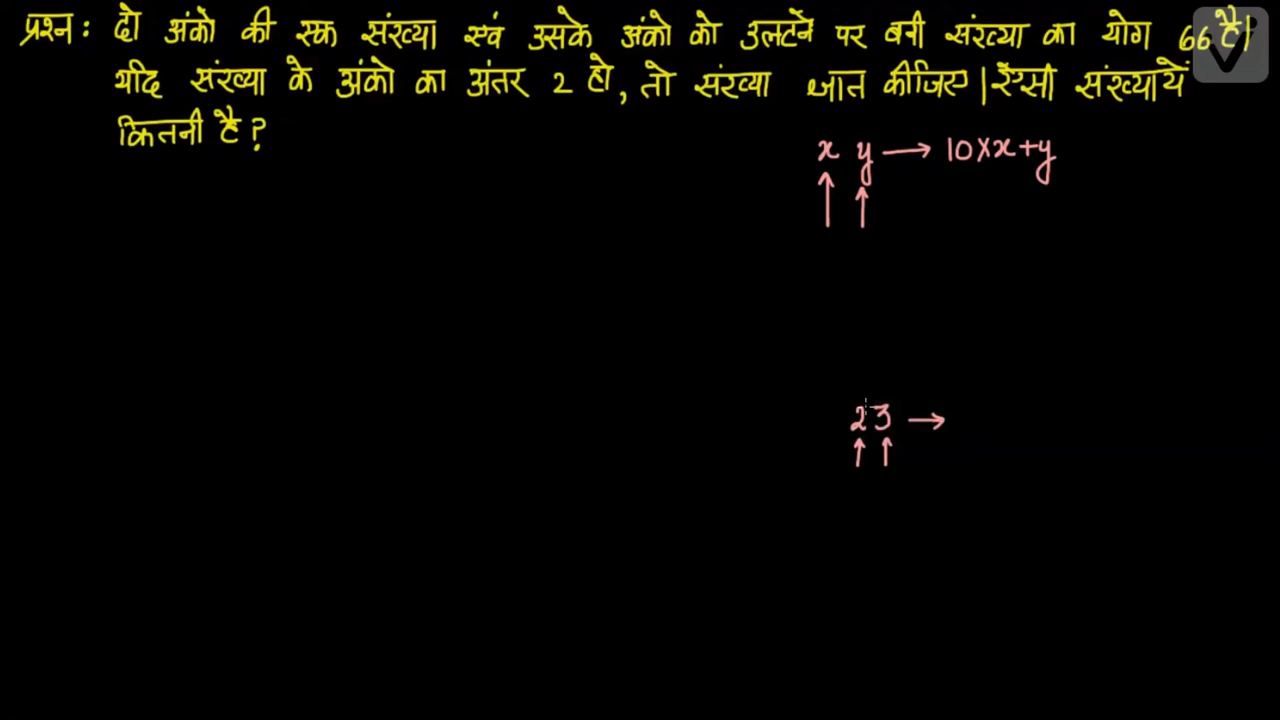 प्रश्न: दो अंको की एक संख्या एवं उसके अंको को उलटने पर बनी संख्या का योग 66 है।
यदि संख्या के अंको का अंतर 2 हो, तो संख्या ज्ञात कीजिए। ऐसी संख्यायें
कितनी है?
x y → 10×x+y
23 →